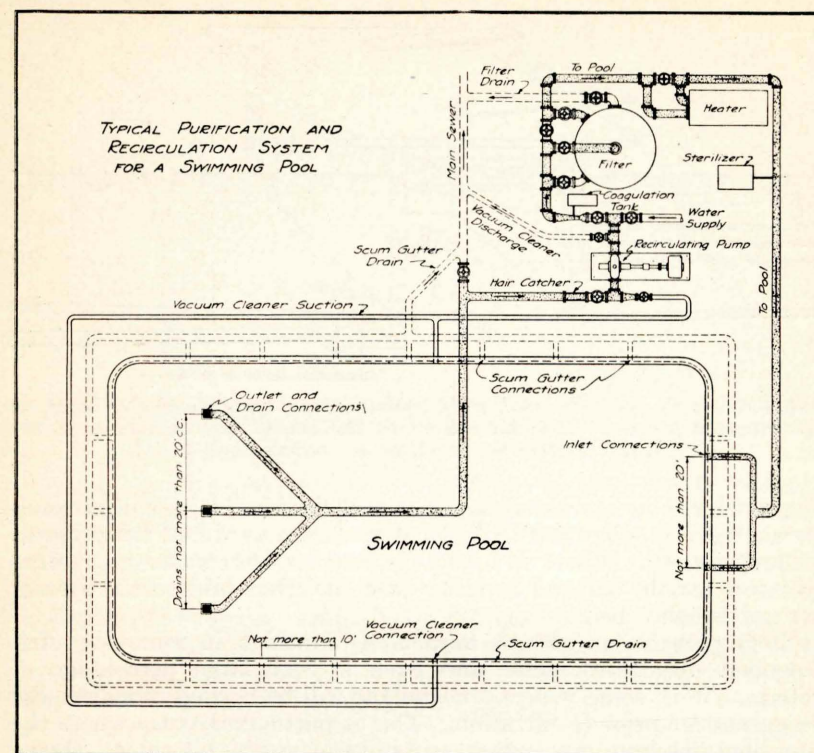 TYPICAL PURIFICATION AND
RECIRCULATION SYSTEM
FOR A SWIMMING POOL
Filter
Drain
To Pool
Heater
Main Sewer
Filter
Sterilizer
Coagulation
Tank
Water
Supply
Vacuum Cleaner
Discharge
Recirculating Pump
Scum Gutter
Drain
Hair Catcher
To Pool
Vacuum Cleaner Suction
Scum Gutter
Connections
Outlet and
Drain Connections
Inlet Connections
Drains not more than 20' c.c.
Not more than 20'
SWIMMING POOL
Vacuum Cleaner
Connection
Not more than 10'
Scum Gutter Drain